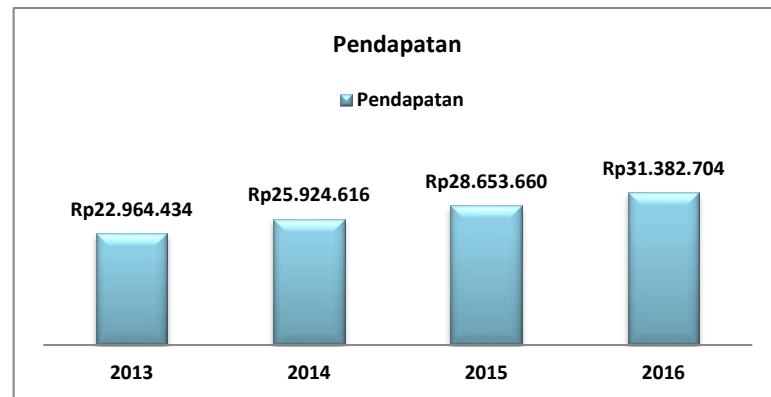 Pendapatan
Pendapatan
Rp22.964.434
Rp25.924.616
Rp28.653.660
Rp31.382.704
2013
2014
2015
2016